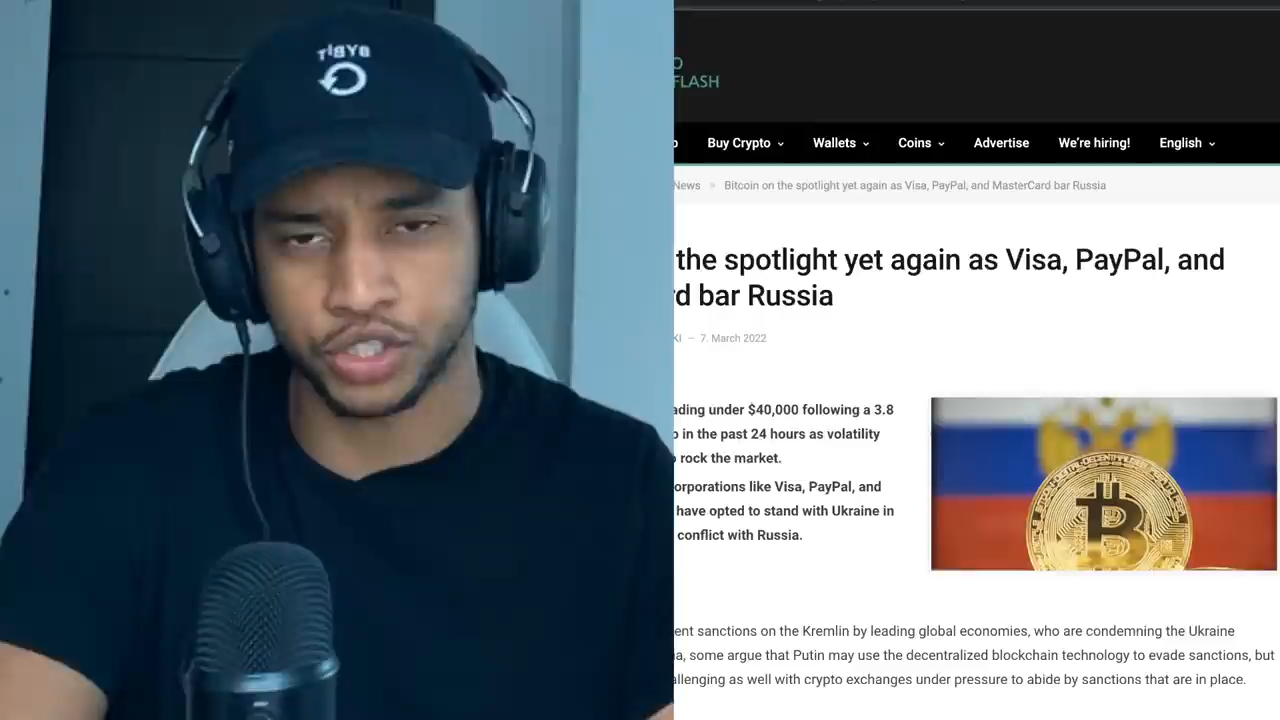 TIBYB
FLASH
Buy Crypto
Wallets
Coins
Advertise
We're hiring!
English
News » Bitcoin on the spotlight yet again as Visa, PayPal, and MasterCard bar Russia
the spotlight yet again as Visa, PayPal, and
bar Russia
– 7. March 2022
under $40,000 following a 3.8
in the past 24 hours as volatility
rock the market.
like Visa, PayPal, and
have opted to stand with Ukraine in
conflict with Russia.
sanctions on the Kremlin by leading global economies, who are condemning the Ukraine
some argue that Putin may use the decentralized blockchain technology to evade sanctions, but
as well with crypto exchanges under pressure to abide by sanctions that are in place.